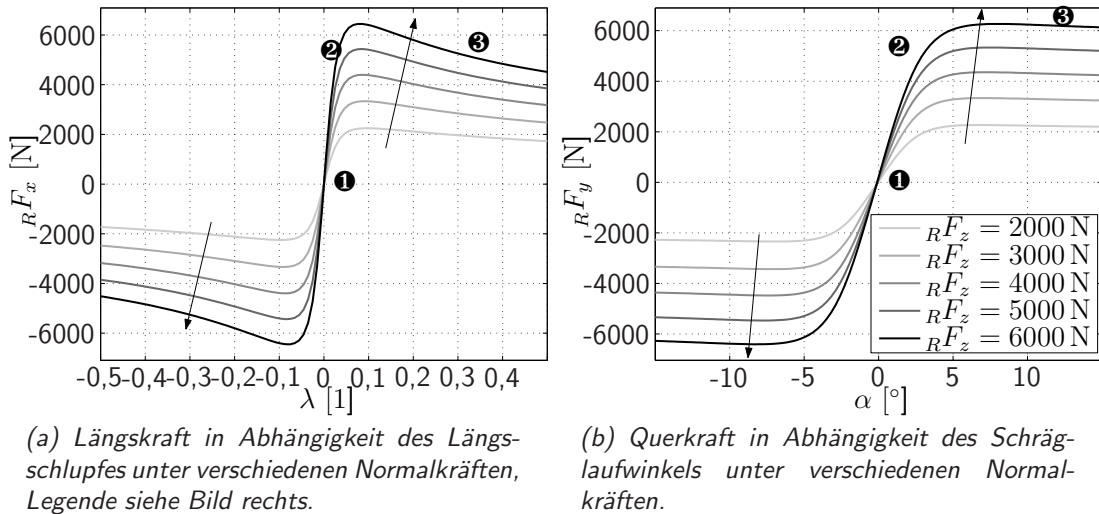 6000
4000
2000
0
-2000
-4000
-6000
RFx [N]
❶
❷
❸
-0,5 -0,4 -0,3 -0,2 -0,1 0 0,1 0,2 0,3 0,4
λ [1]
(a) Längskraft in Abhängigkeit des Längs-
schlupfes unter verschiedenen Normalkräften,
Legende siehe Bild rechts.
6000
4000
2000
0
-2000
-4000
-6000
RFy [N]
❶
❷
❸
RFz = 2000 N
RFz = 3000 N
RFz = 4000 N
RFz = 5000 N
RFz = 6000 N
-10 -5 0 5 10
α [°]
(b) Querkraft in Abhängigkeit des Schräg-
laufwinkels unter verschiedenen Normal-
kräften.